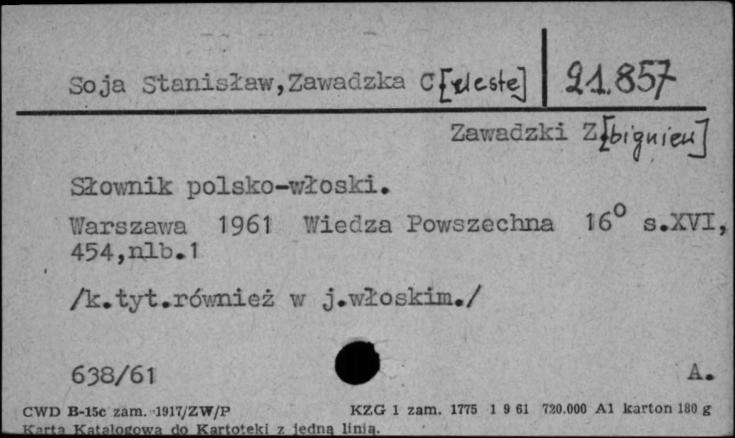 Soja Stanisław,Zawadzka C[eleste] 21.857
Zawadzki Z[bigniew]
Słownik polsko-włoski.
Warszawa 1961 Wiedza Powszechna 16° s.XVI,
454,nlb.1
/k.tyt.również w j.włoskim./
638/61 A.
CWD B-15c zam. 1917/ZW/P KZG 1 zam. 1775 1 9 61 720.000 A1 karton 180 g
Karta Katalogowa do Kartoteki z jedną linią.